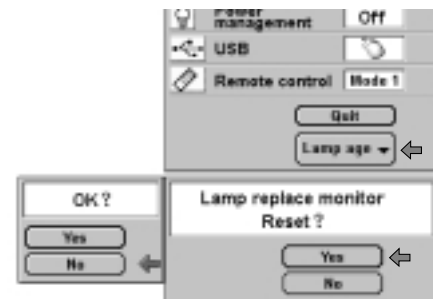 Power
management
Off
USB
Remote control
Mode 1
Quit
Lamp age
OK?
Yes
No
Lamp replace monitor
Reset?
Yes
No